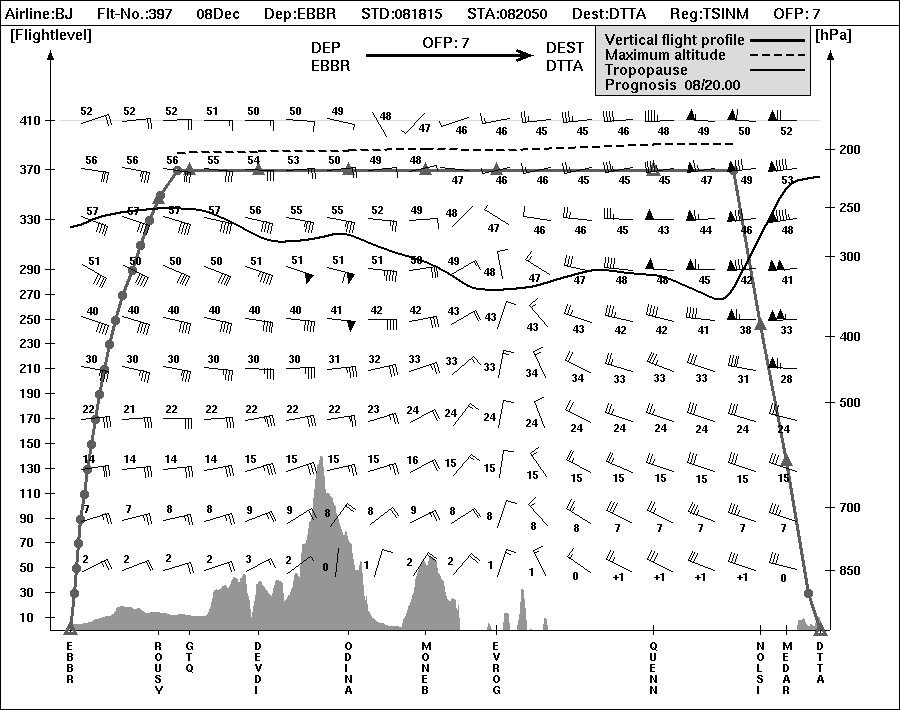 Airline:BJ Flt-No.:397 08Dec Dep:EBBR STD:081815 STA:082050 Dest:DTTA Reg:TSINM OFP: 7
[Flightlevel] [hPa]
DEP OFP: 7 DEST
EBBR DTTA
Vertical flight profile
Maximum altitude
Tropopause
Prognosis 08/20.00
410 52 52 52 51 50 50 49 48 47 46 46 45 45 46 48 49 50 52
200
370 56 56 56 55 54 53 50 49 48 47 46 46 45 45 45 47 49 53
250
330 57 57 57 57 56 55 55 52 49 48 47 46 46 45 43 44 46 48
300
290 51 50 50 50 51 51 51 51 50 49 48 47 47 48 48 45 42 41
270
250 40 40 40 40 40 40 41 42 42 43 43 43 43 42 42 41 38 33
400
230
210 30 30 30 30 30 30 31 32 33 33 33 34 34 33 33 33 31 28
190
500
170 22 21 22 22 22 22 22 23 24 24 24 24 24 24 24 24 24 24
150
130 14 14 14 14 15 15 15 15 16 15 15 15 15 15 15 15 15 15
110
700
90 7 7 8 8 9 9 8 8 9 8 8 8 8 7 7 7 7 7
70
50 2 2 2 2 3 2 0 1 2 2 1 1 0 +1 +1 +1 +1 0
850
30
10
EBBR ROUSY GTQ DEVDI ODINA MONEB EVROG QUENN NOLSI MEDAR DTTA